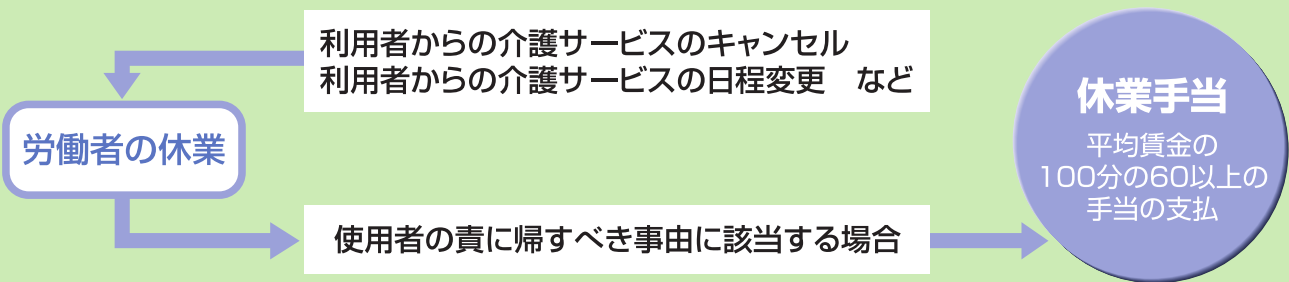 利用者からの介護サービスのキャンセル
利用者からの介護サービスの日程変更　など
労働者の休業
使用者の責に帰すべき事由に該当する場合
休業手当
平均賃金の
100分の60以上の
手当の支払